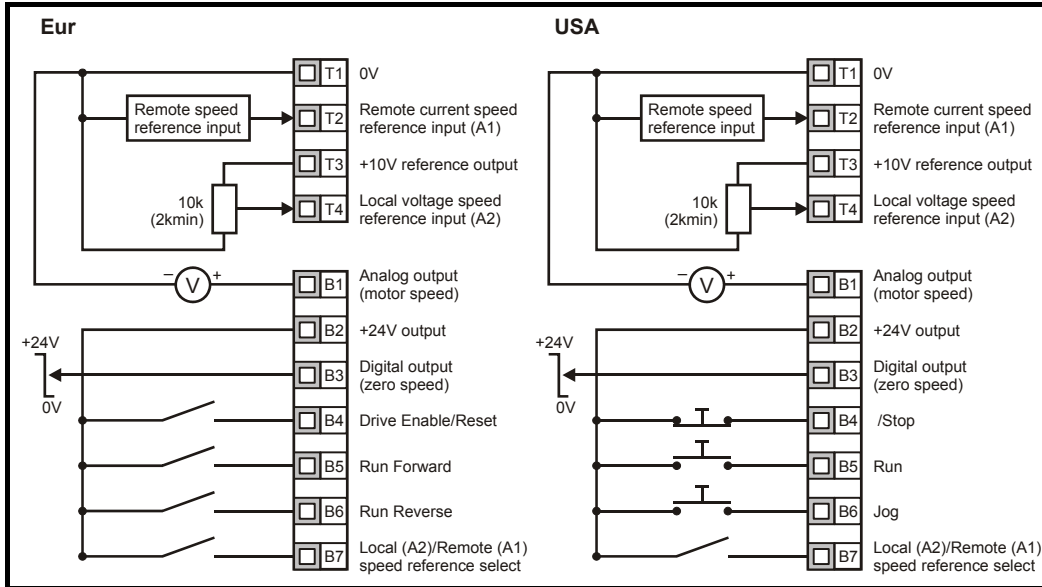 Eur
T1 0V
Remote speed
reference input
T2 Remote current speed
reference input (A1)
T3 +10V reference output
10k
(2kmin)
T4 Local voltage speed
reference input (A2)
– V +
B1 Analog output
(motor speed)
B2 +24V output
+24V
0V
B3 Digital output
(zero speed)
B4 Drive Enable/Reset
B5 Run Forward
B6 Run Reverse
B7 Local (A2)/Remote (A1)
speed reference select
USA
T1 0V
Remote speed
reference input
T2 Remote current speed
reference input (A1)
T3 +10V reference output
10k
(2kmin)
T4 Local voltage speed
reference input (A2)
– V +
B1 Analog output
(motor speed)
B2 +24V output
+24V
0V
B3 Digital output
(zero speed)
B4 /Stop
B5 Run
B6 Jog
B7 Local (A2)/Remote (A1)
speed reference select